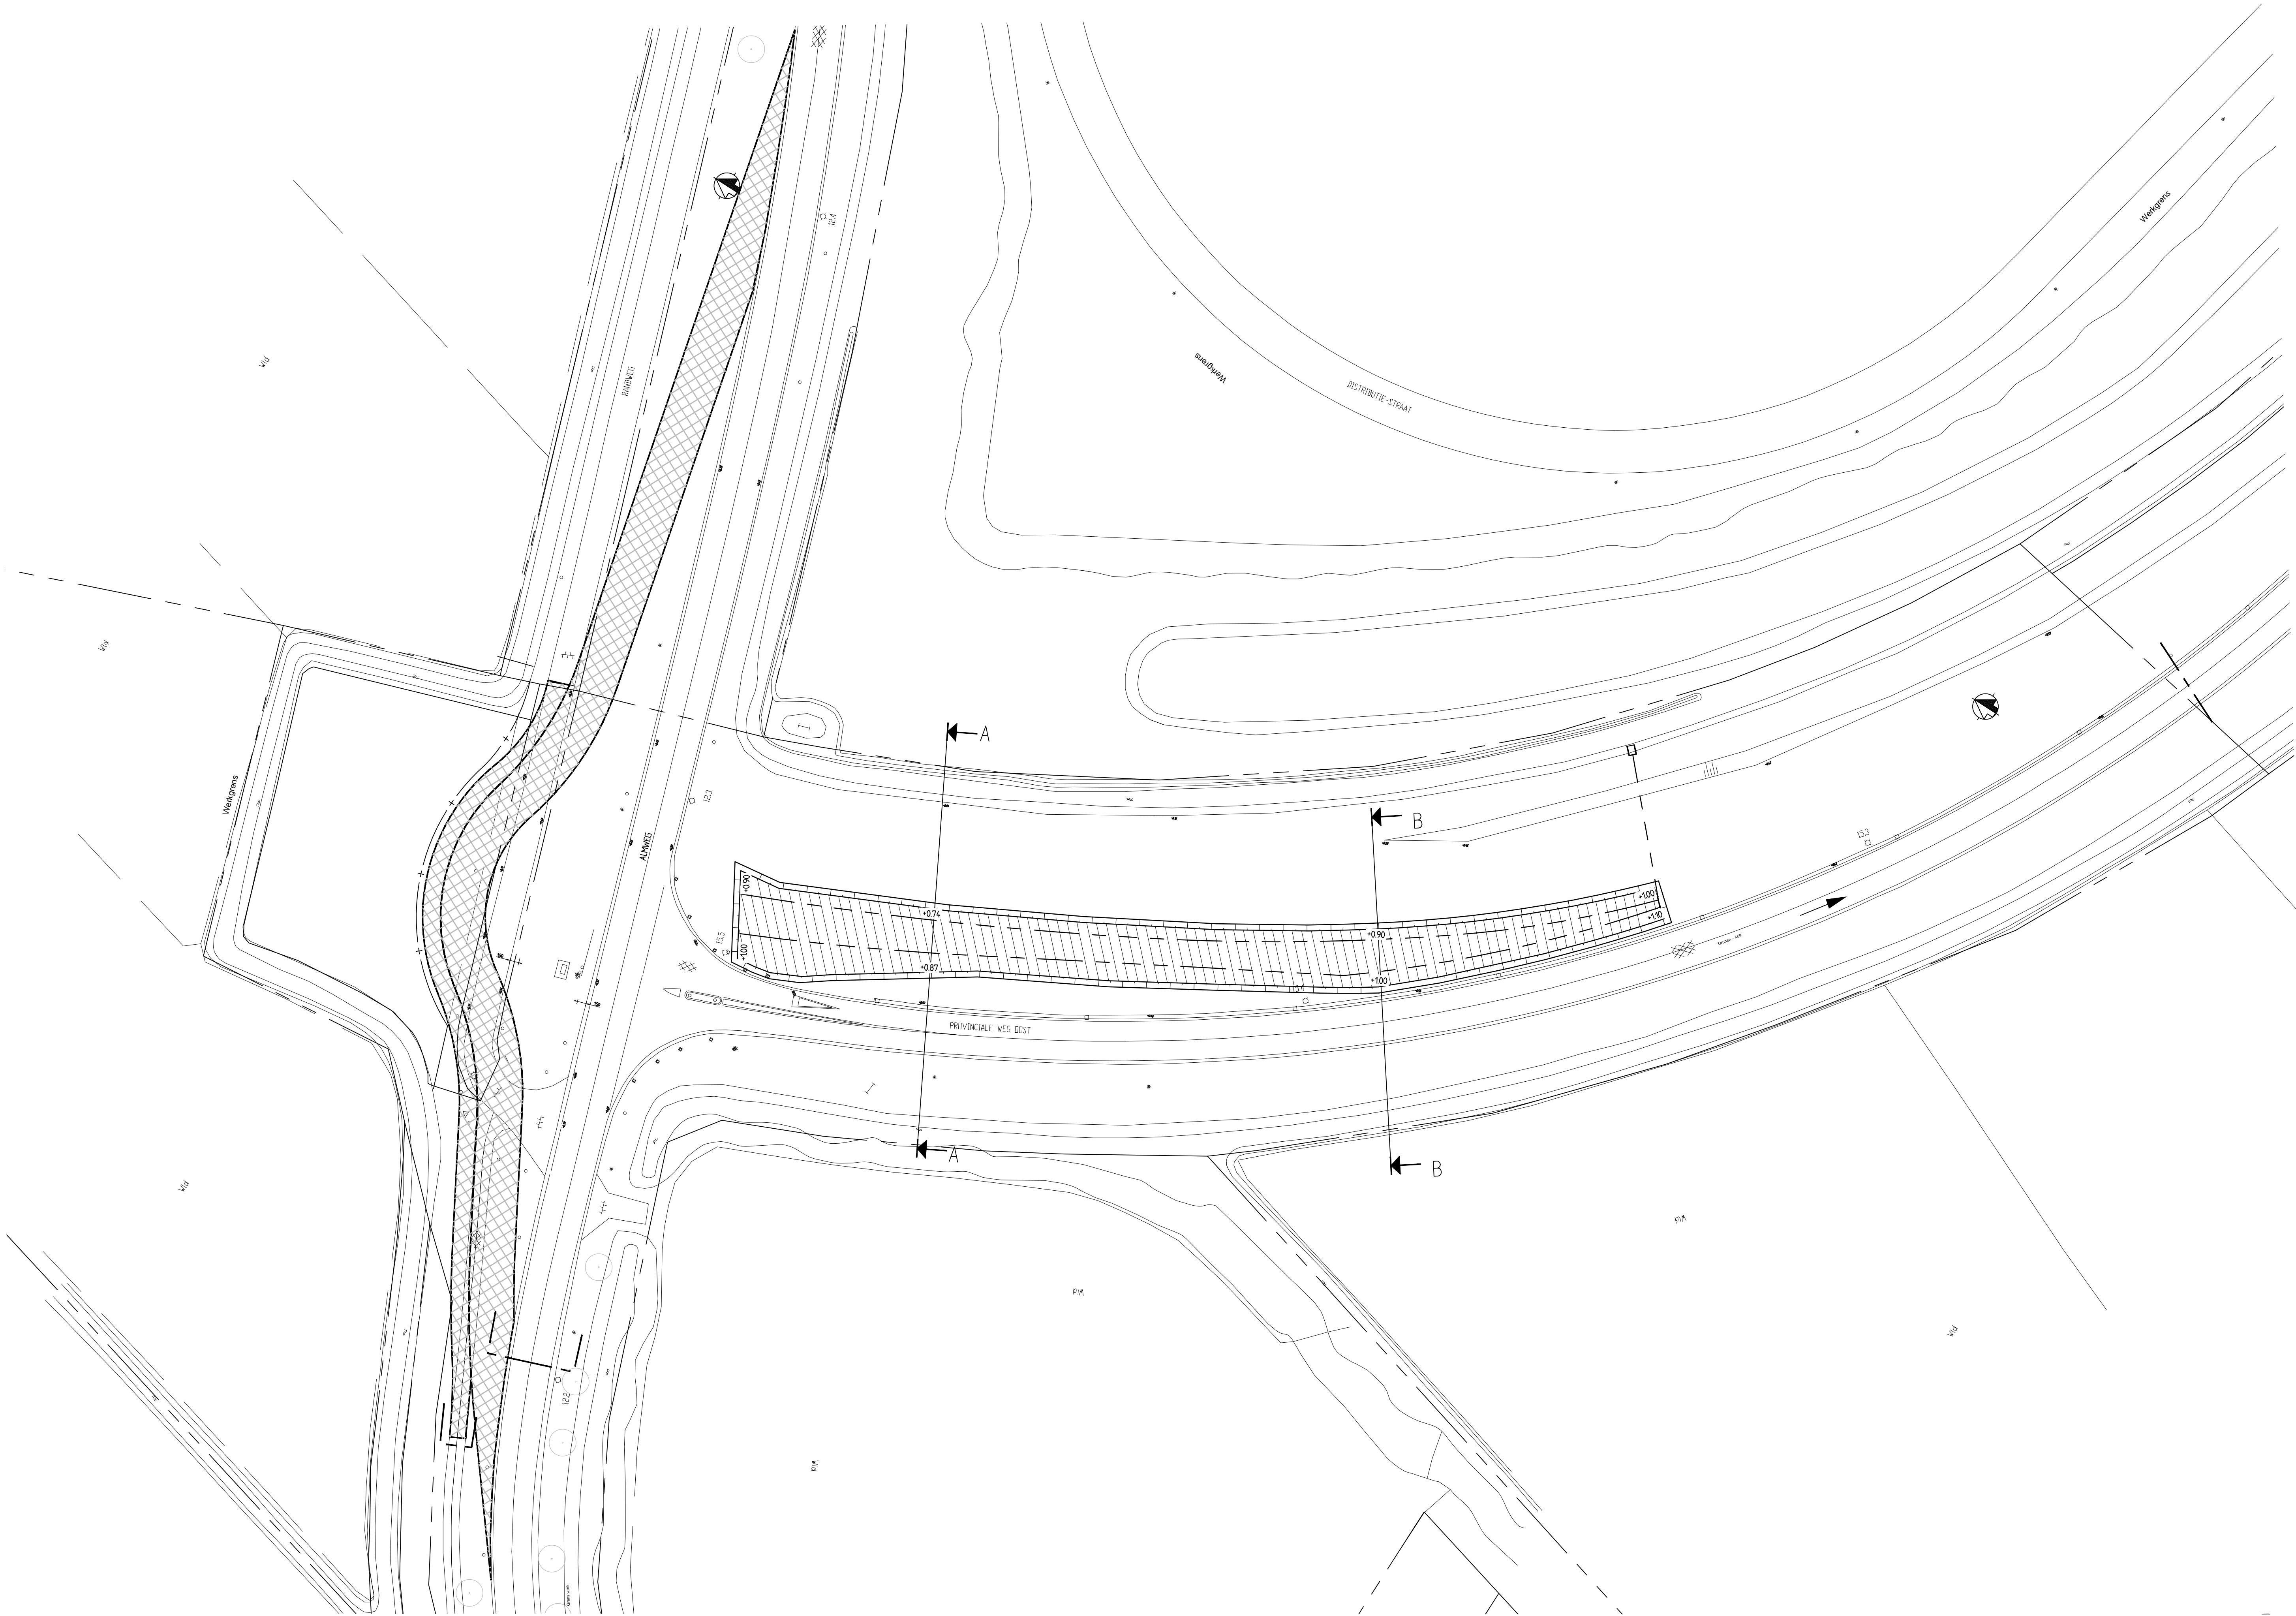 12.4
Werkgrens
Wld
RANDWEG
Werkgrens
DISTRIBUTIE-STRAAT
Wld
A
Werkgrens
12.3
B
ALMWEG
15.3
+0.90
+1.00
+0.74
+1.10
15.5
+0.90
+1.00
+0.87
+1.00
PROVINCIALE WEG OOST
A
B
Wld
Wld
Wld
Wld
12.2
Wld